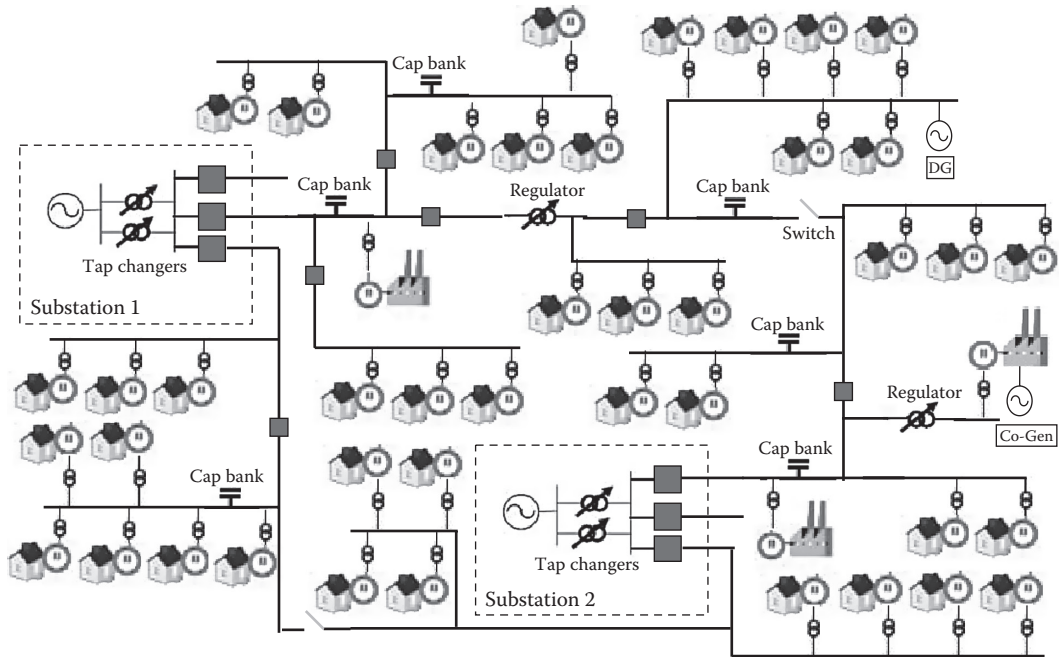 Cap bank
Cap bank
Regulator
Cap bank
DG
Switch
Tap changers
Substation 1
Cap bank
Regulator
Co-Gen
Cap bank
Cap bank
Tap changers
Substation 2